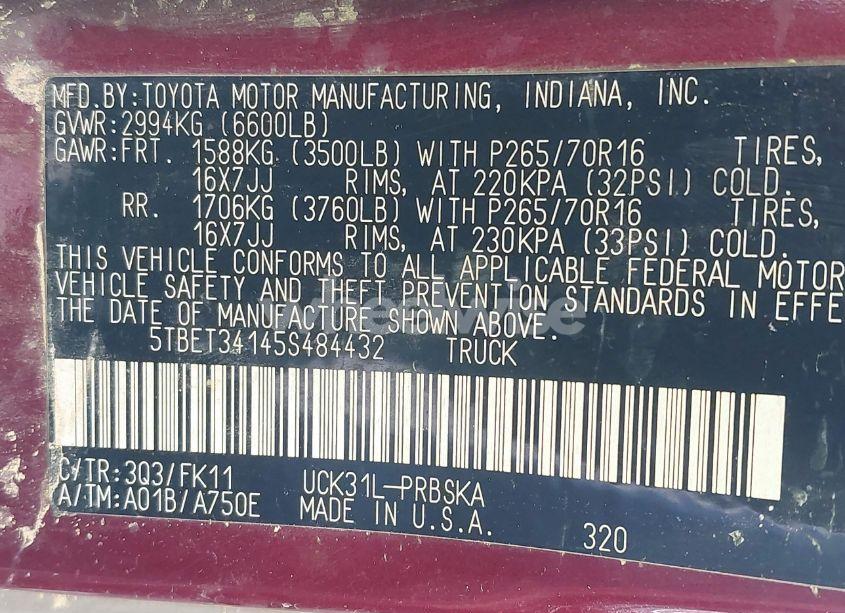 MFD.BY:TOYOTA MOTOR MANUFACTURING, INDIANA, INC.
GVWR:2994KG (6600LB)
GAWR:FRT. 1588KG (3500LB) WITH P265/70R16 TIRES,
16X7JJ RIMS, AT 220KPA (32PSI) COLD.
RR. 1706KG (3760LB) WITH P265/70R16 TIRES,
16X7JJ RIMS, AT 230KPA (33PSI) COLD.
THIS VEHICLE CONFORMS TO ALL APPLICABLE FEDERAL MOTOR
VEHICLE SAFETY AND THEFT PREVENTION STANDARDS IN EFFE
THE DATE OF MANUFACTURE SHOWN ABOVE.
5TBET34145S484432 TRUCK
C/TR:3Q3/FK11 UCK31L-PRBSKA
A/TM:A01B/A750E MADE IN U.S.A.
320